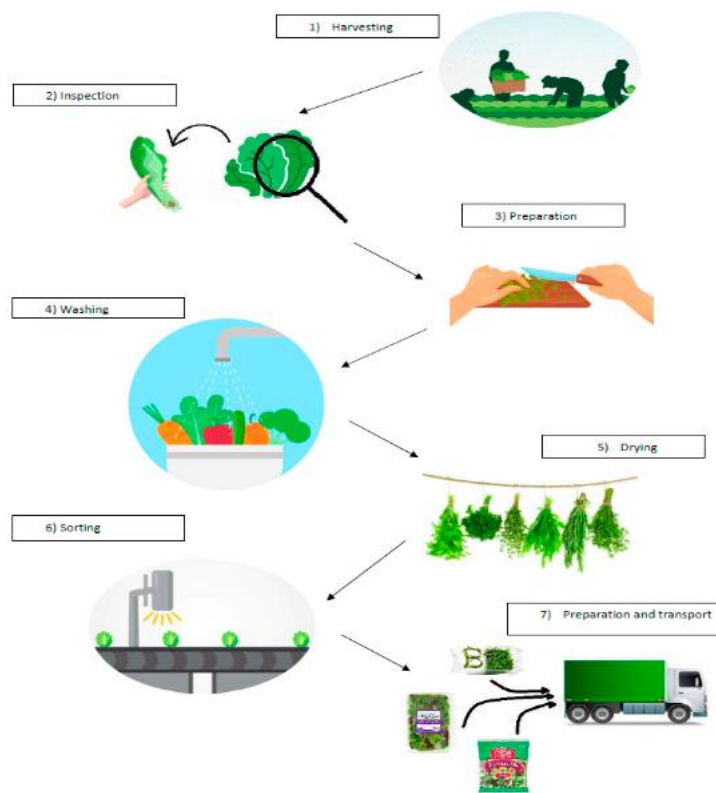 1) Harvesting
2) Inspection
3) Preparation
4) Washing
5) Drying
6) Sorting
7) Preparation and transport